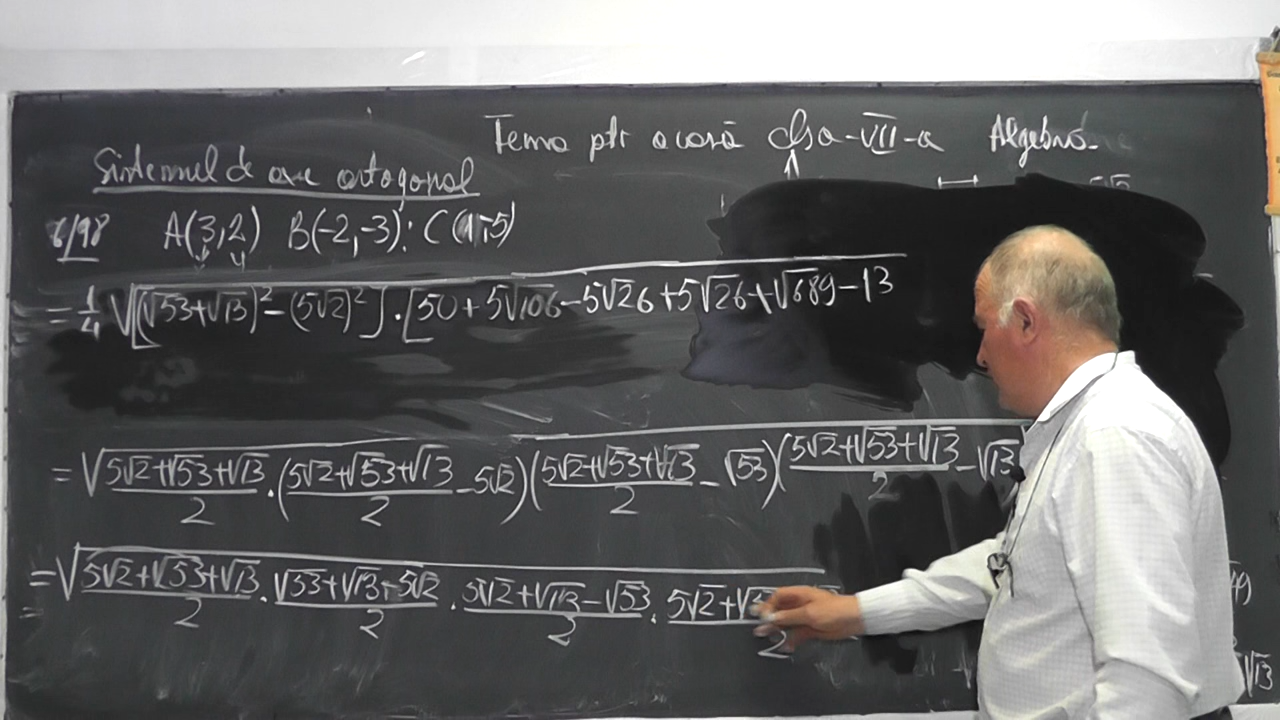 Tema ptr acasă cls a-VII-a Algebră
Sistemul de axe ortogonal
6/98 A(3,2) B(-2,-3); C(1,-5)
= 1/4 √[(√53+√13)² - (5√2)²]·[50 + 5√106 - 5√26 + 5√26 + √689 - 13
= √(5√2+√53+√13)/2 · ((5√2+√53+√13)/2 - 5√2)((5√2+√53+√13)/2 - √53)((5√2+√53+√13)/2 - √13
= √(5√2+√53+√13)/2 · (√53+√13-5√2)/2 · (5√2+√13-√53)/2 · (5√2+√ /2
√13